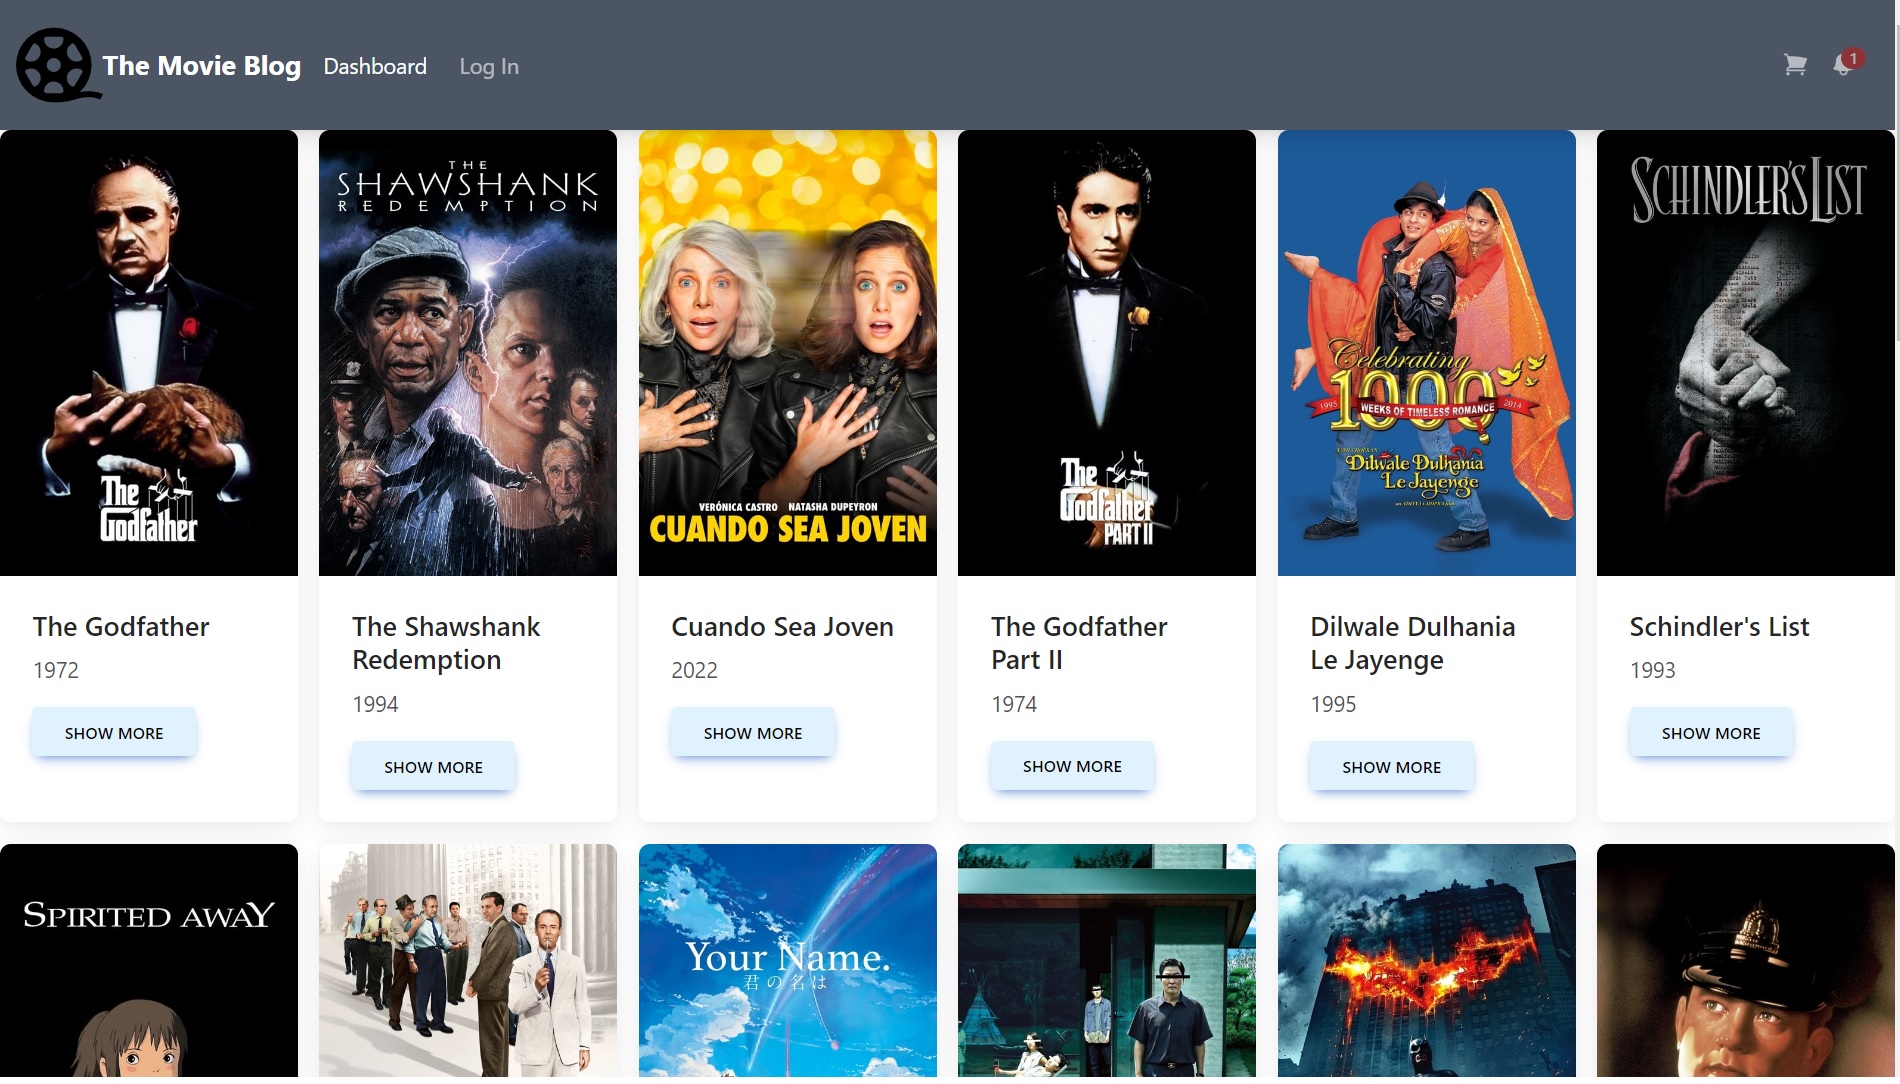 The Movie Blog
Dashboard
Log In
1
The
Godfather
THE
SHAWSHANK
REDEMPTION
VERÓNICA CASTRO NATASHA DUPEYRON
CUANDO SEA JOVEN
The
Godfather
PART II
Celebrating
1000
1995 WEEKS OF TIMELESS ROMANCE 2014
Dilwale Dulhania
Le Jayenge
SCHINDLER'S LIST
The Godfather
1972
SHOW MORE
The Shawshank
Redemption
1994
SHOW MORE
Cuando Sea Joven
2022
SHOW MORE
The Godfather
Part II
1974
SHOW MORE
Dilwale Dulhania
Le Jayenge
1995
SHOW MORE
Schindler's List
1993
SHOW MORE
SPIRITED AWAY
Your Name.
君の名は